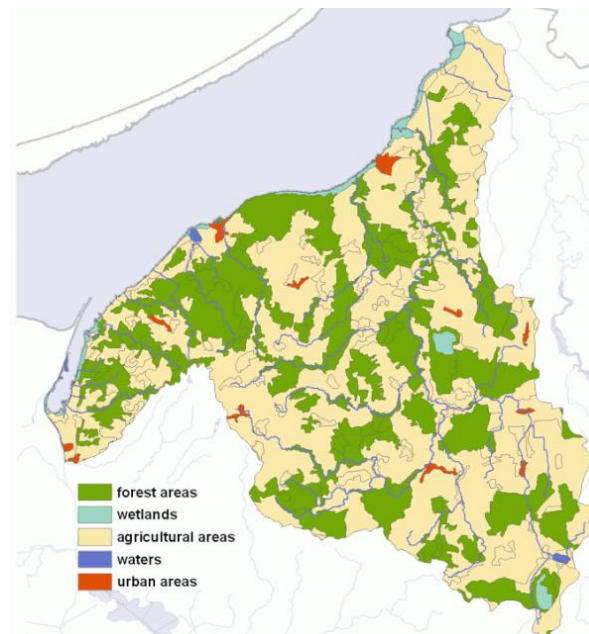 forest areas
wetlands
agricultural areas
waters
urban areas